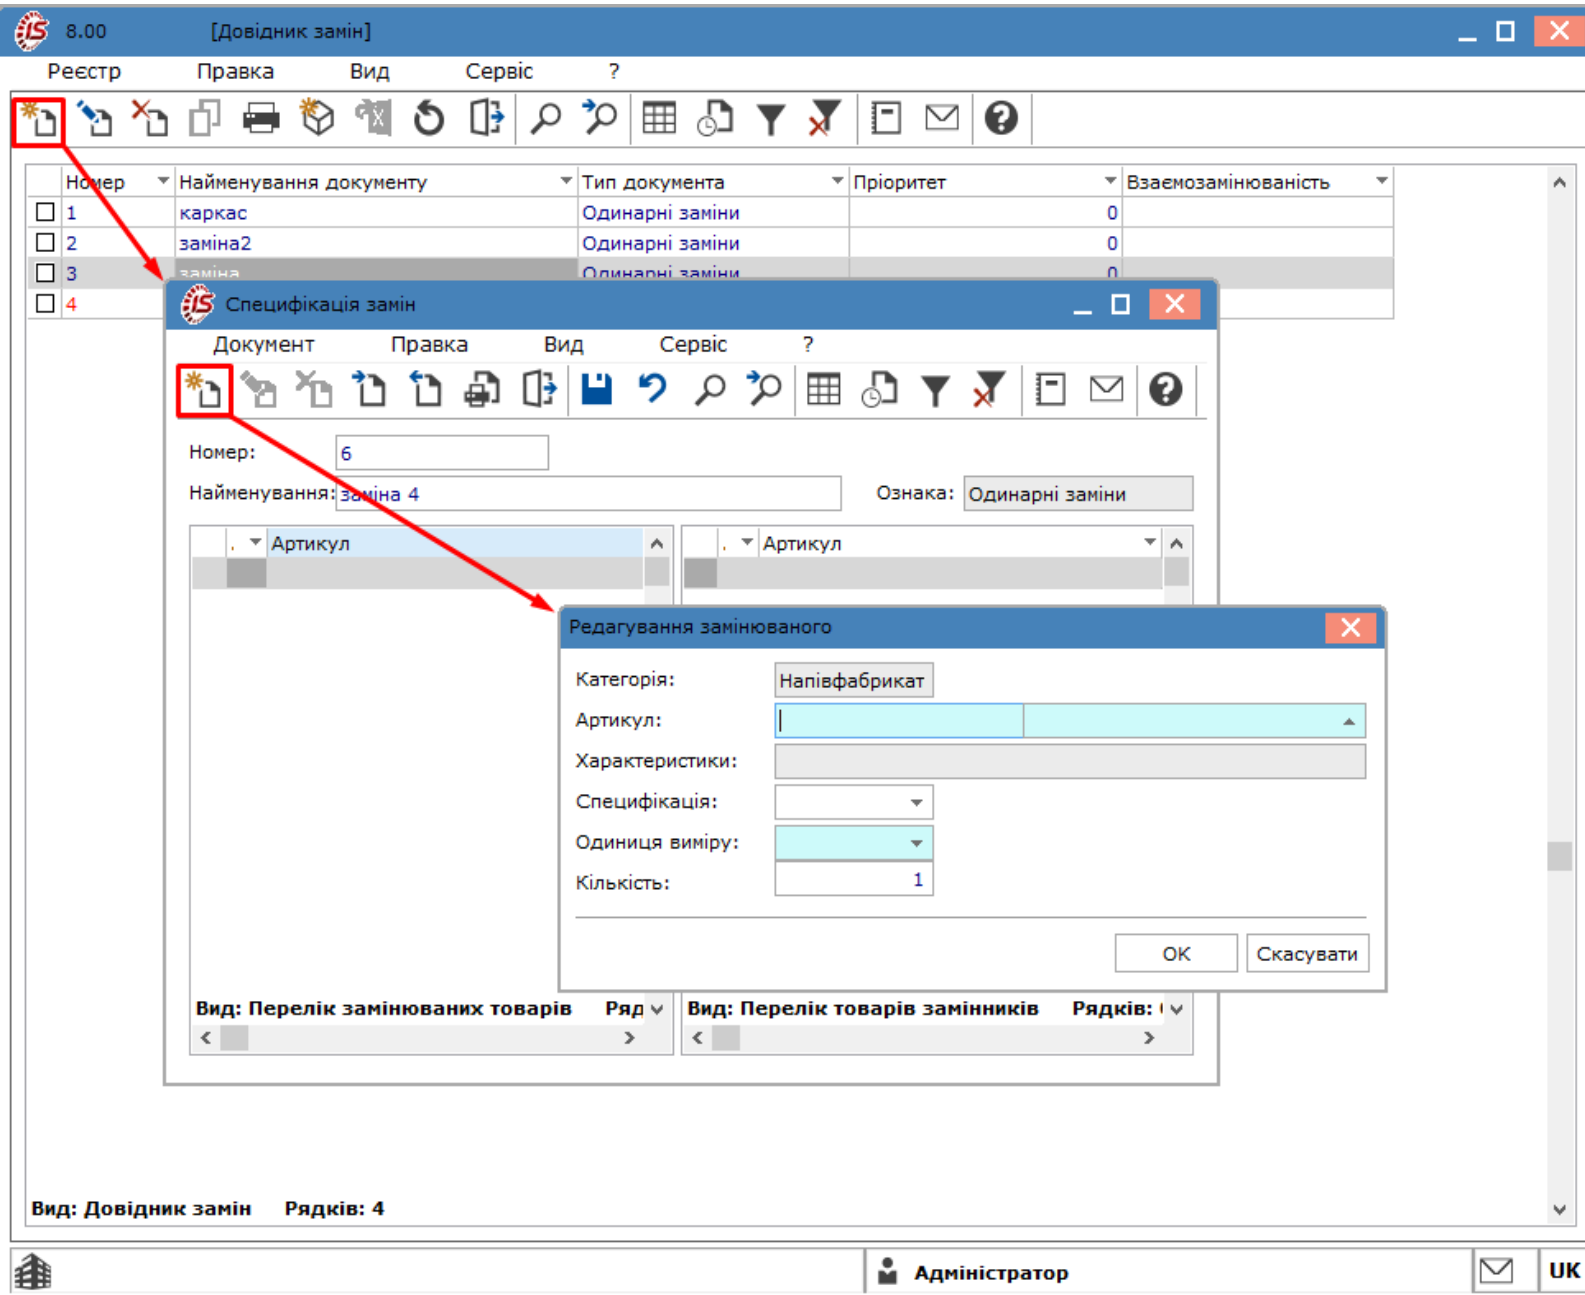 8.00 [Довідник замін]
Реєстр Правка Вид Сервіс ?
Номер Найменування документу Тип документа Пріоритет Взаємозамінюваність
1 каркас Одинарні заміни 0
2 заміна2 Одинарні заміни 0
3 заміна Одинарні заміни 0
4
Специфікація замін
Документ Правка Вид Сервіс ?
Номер: 6
Найменування: заміна 4 Ознака: Одинарні заміни
. Артикул . Артикул
Редагування замінюваного
Категорія: Напівфабрикат
Артикул:
Характеристики:
Специфікація:
Одиниця виміру:
Кількість: 1
OK Скасувати
Вид: Перелік замінюваних товарів Ряд Вид: Перелік товарів замінників Рядків:
Вид: Довідник замін Рядків: 4
Адміністратор UK